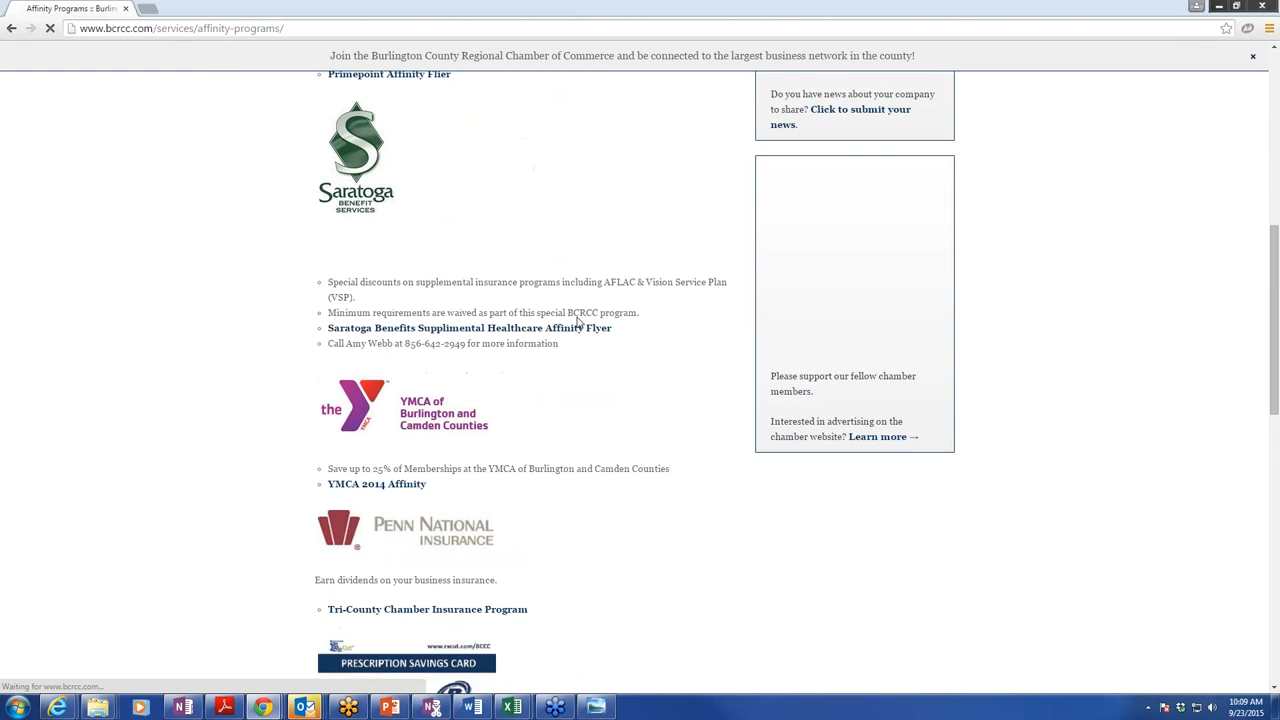 Affinity Programs :: Burlin
www.bcrcc.com/services/affinity-programs/
Join the Burlington County Regional Chamber of Commerce and be connected to the largest business network in the county!
Primepoint Affinity Flier
S
Saratoga
BENEFIT
SERVICES
Special discounts on supplemental insurance programs including AFLAC & Vision Service Plan
(VSP).
Minimum requirements are waived as part of this special BCRCC program.
Saratoga Benefits Supplimental Healthcare Affinity Flyer
Call Amy Webb at 856-642-2949 for more information
the YMCA
YMCA of
Burlington and
Camden Counties
Save up to 25% of Memberships at the YMCA of Burlington and Camden Counties
YMCA 2014 Affinity
PENN NATIONAL
INSURANCE
Earn dividends on your business insurance.
Tri-County Chamber Insurance Program
www.rxcut.com/BCCC
PRESCRIPTION SAVINGS CARD
Do you have news about your company
to share? Click to submit your
news.
Please support our fellow chamber
members.
Interested in advertising on the
chamber website? Learn more →
Waiting for www.bcrcc.com...
10:09 AM
9/23/2015